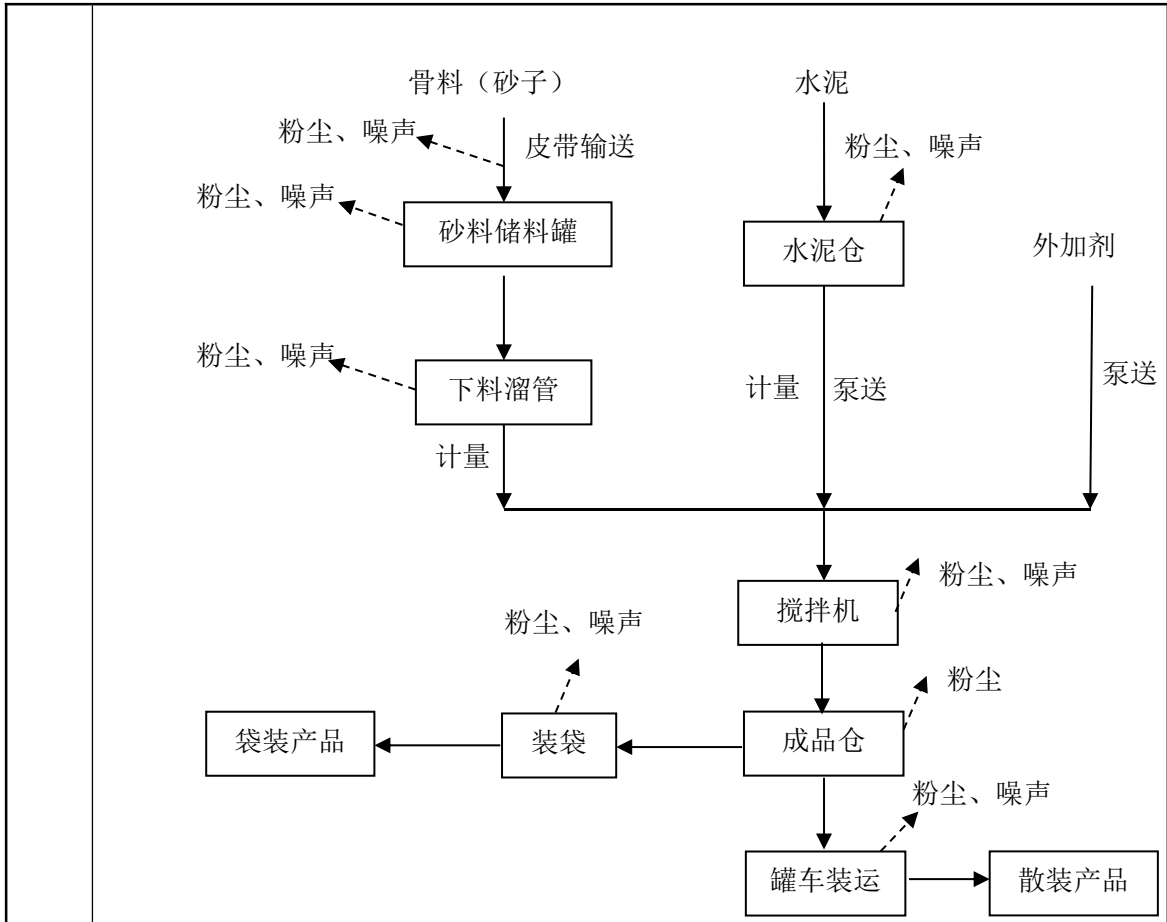 骨料（砂子）
水泥
粉尘、噪声
皮带输送
粉尘、噪声
粉尘、噪声
砂料储料罐
水泥仓
外加剂
粉尘、噪声
下料溜管
计量
泵送
泵送
计量
粉尘、噪声
搅拌机
粉尘、噪声
粉尘
袋装产品
装袋
成品仓
粉尘、噪声
罐车装运
散装产品